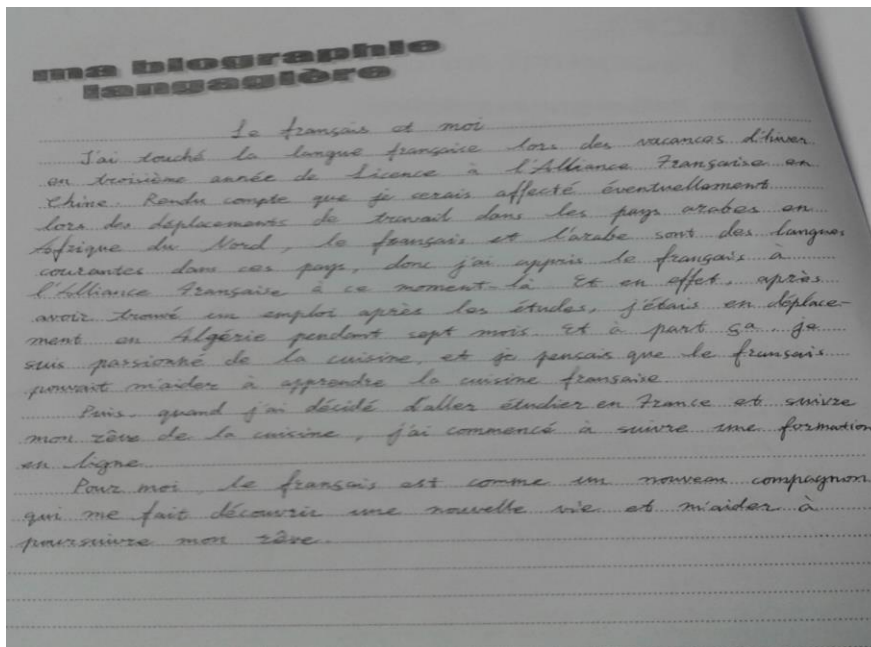 ma biographie
langagière
Le français et moi
J'ai touché la langue française lors des vacances d'hiver
en troisième année de Licence à l'Alliance Française en
Chine. Rendu compte que je cerais affecté éventuellement
lors des déplacements de travail dans les pays arabes en
Aofrique du Nord, le français et l'arabe sont des langues
courantes dans ces pays, donc j'ai appris le français à
l'Alliance Française à ce moment-là. Et en effet, après
avoir trouvé un emploi après les études, j'étais en déplace-
ment en Algérie pendant sept mois. Et à part ça, je
suis passionné de la cuisine, et je pensais que le français
pouvait m'aider à apprendre la cuisine française.
Puis, quand j'ai décidé d'aller étudier en France et suivre
mon rêve de la cuisine, j'ai commencé à suivre une formation
en ligne.
Pour moi, le français est comme un nouveau compagnon
qui me fait découvrir une nouvelle vie et m'aider à
poursuivre mon rêve.